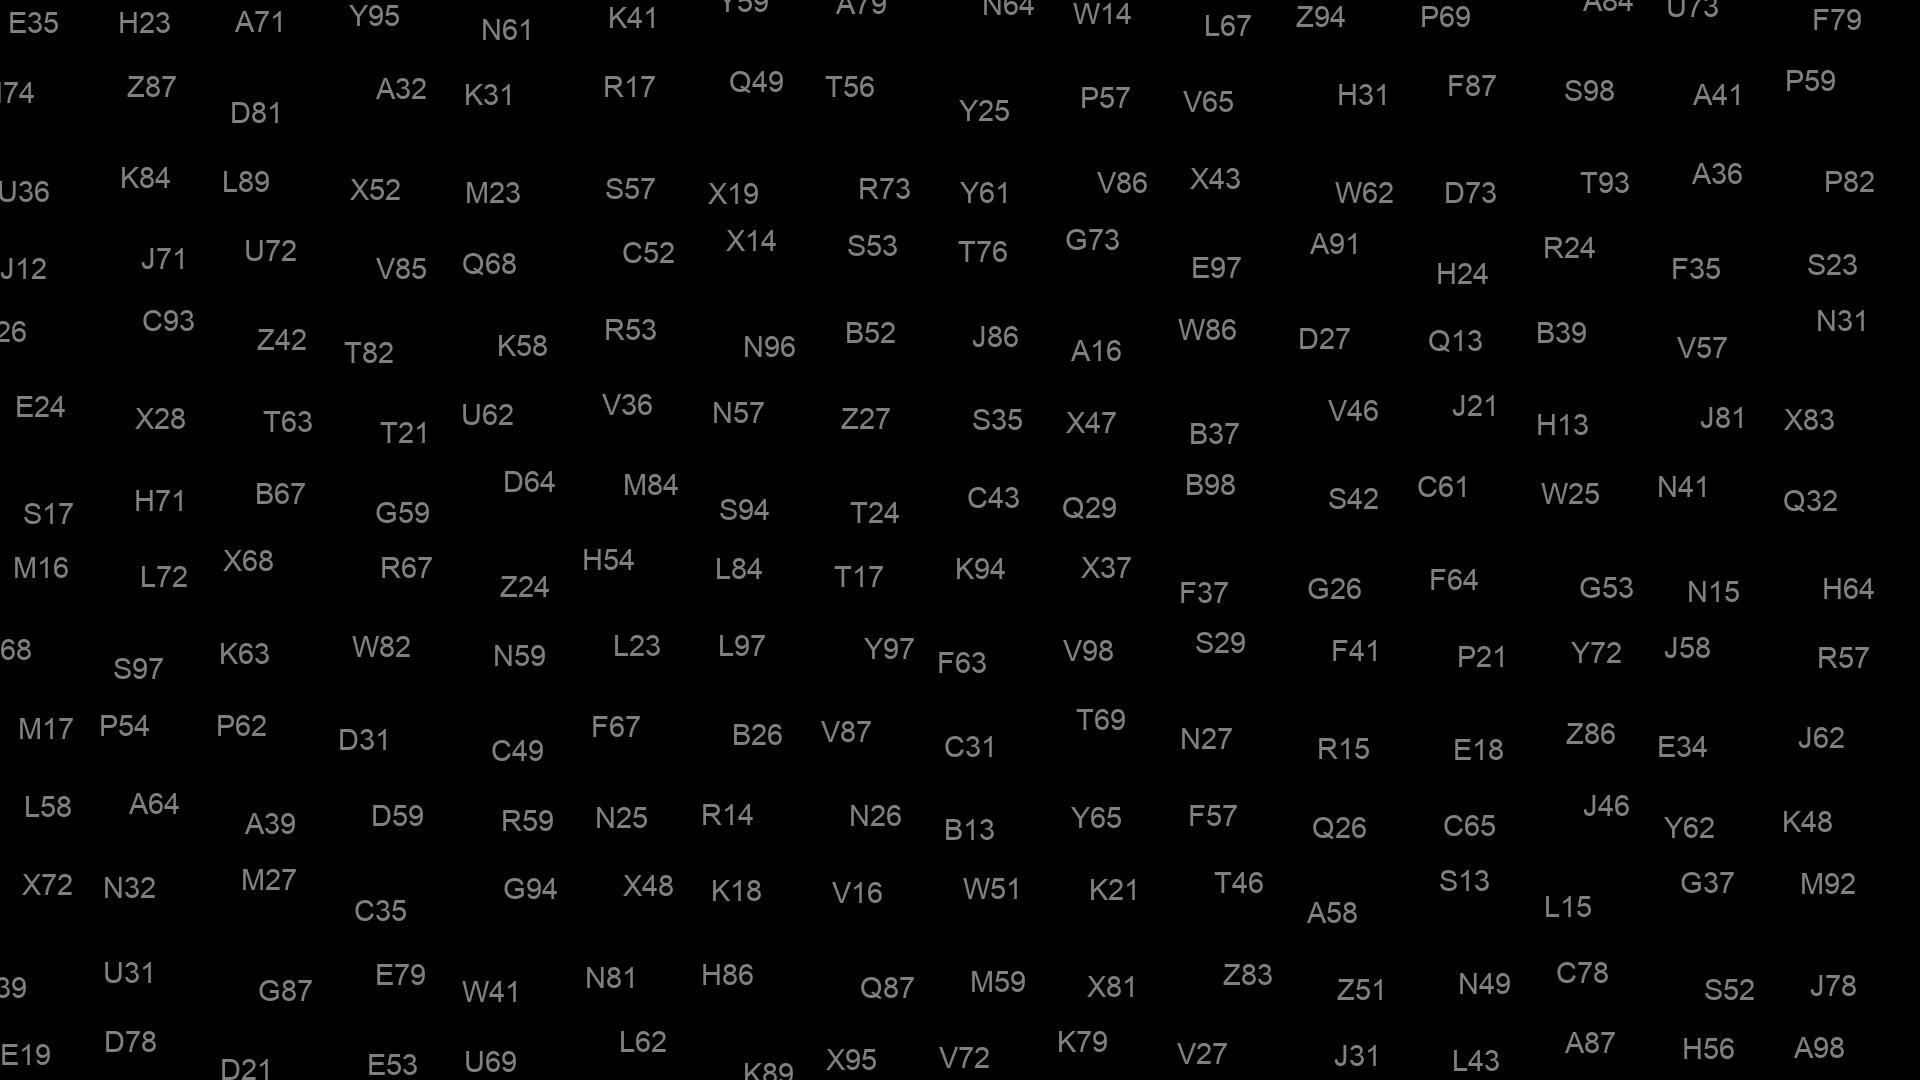 E35 H23 A71 Y95 N61 K41 Y59 A79 N64 W14 L67 Z94 P69 A84 U73 F79
Z87 D81 A32 K31 R17 Q49 T56 Y25 P57 V65 H31 F87 S98 A41 P59
U36 K84 L89 X52 M23 S57 X19 R73 Y61 V86 X43 W62 D73 T93 A36 P82
J12 J71 U72 V85 Q68 C52 X14 S53 T76 G73 E97 A91 H24 R24 F35 S23
26 C93 Z42 T82 K58 R53 N96 B52 J86 A16 W86 D27 Q13 B39 V57 N31
E24 X28 T63 T21 U62 V36 N57 Z27 S35 X47 B37 V46 J21 H13 J81 X83
S17 H71 B67 G59 D64 M84 S94 T24 C43 Q29 B98 S42 C61 W25 N41 Q32
M16 L72 X68 R67 Z24 H54 L84 T17 K94 X37 F37 G26 F64 G53 N15 H64
68 S97 K63 W82 N59 L23 L97 Y97 F63 V98 S29 F41 P21 Y72 J58 R57
M17 P54 P62 D31 C49 F67 B26 V87 C31 T69 N27 R15 E18 Z86 E34 J62
L58 A64 A39 D59 R59 N25 R14 N26 B13 Y65 F57 Q26 C65 J46 Y62 K48
X72 N32 M27 C35 G94 X48 K18 V16 W51 K21 T46 A58 S13 L15 G37 M92
39 U31 G87 E79 W41 N81 H86 Q87 M59 X81 Z83 Z51 N49 C78 S52 J78
E19 D78 D21 E53 U69 L62 K89 X95 V72 K79 V27 J31 L43 A87 H56 A98